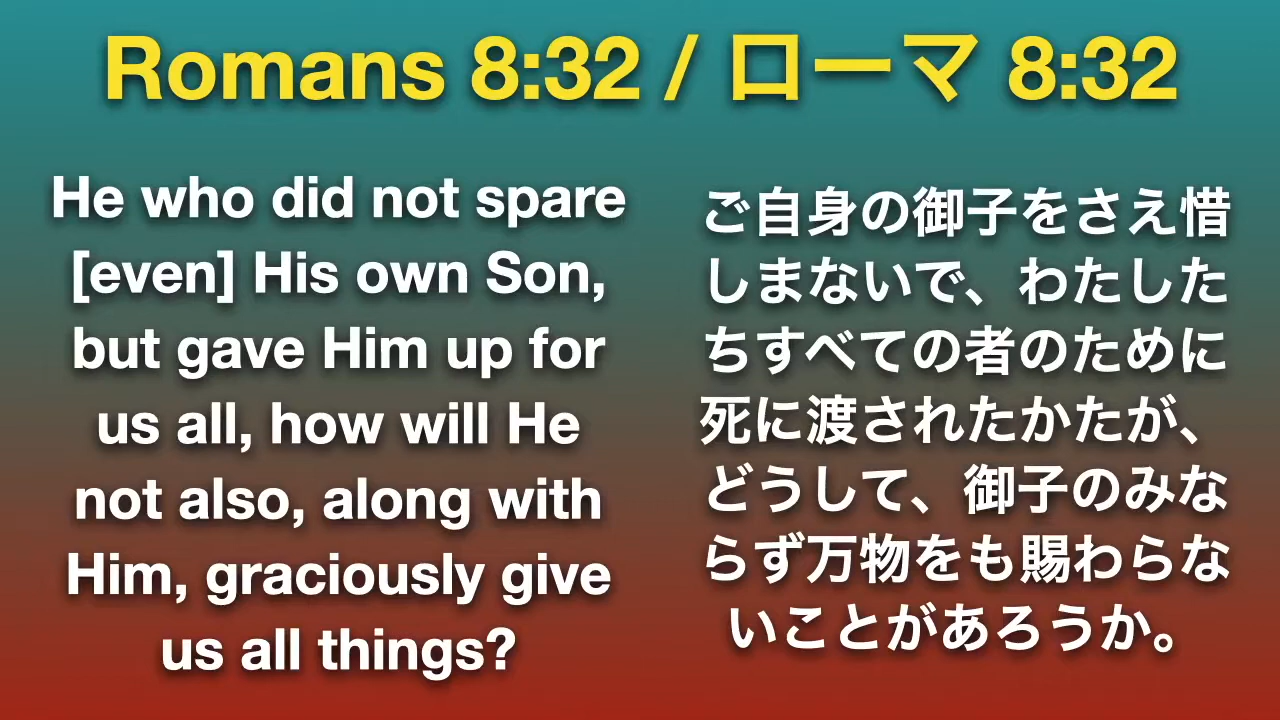 Romans 8:32 / ローマ 8:32
He who did not spare
[even] His own Son,
but gave Him up for
us all, how will He
not also, along with
Him, graciously give
us all things?
ご自身の御子をさえ惜
しまないで、わたした
ちすべての者のために
死に渡されたかたが、
どうして、御子のみな
らず万物をも賜わらな
いことがあろうか。